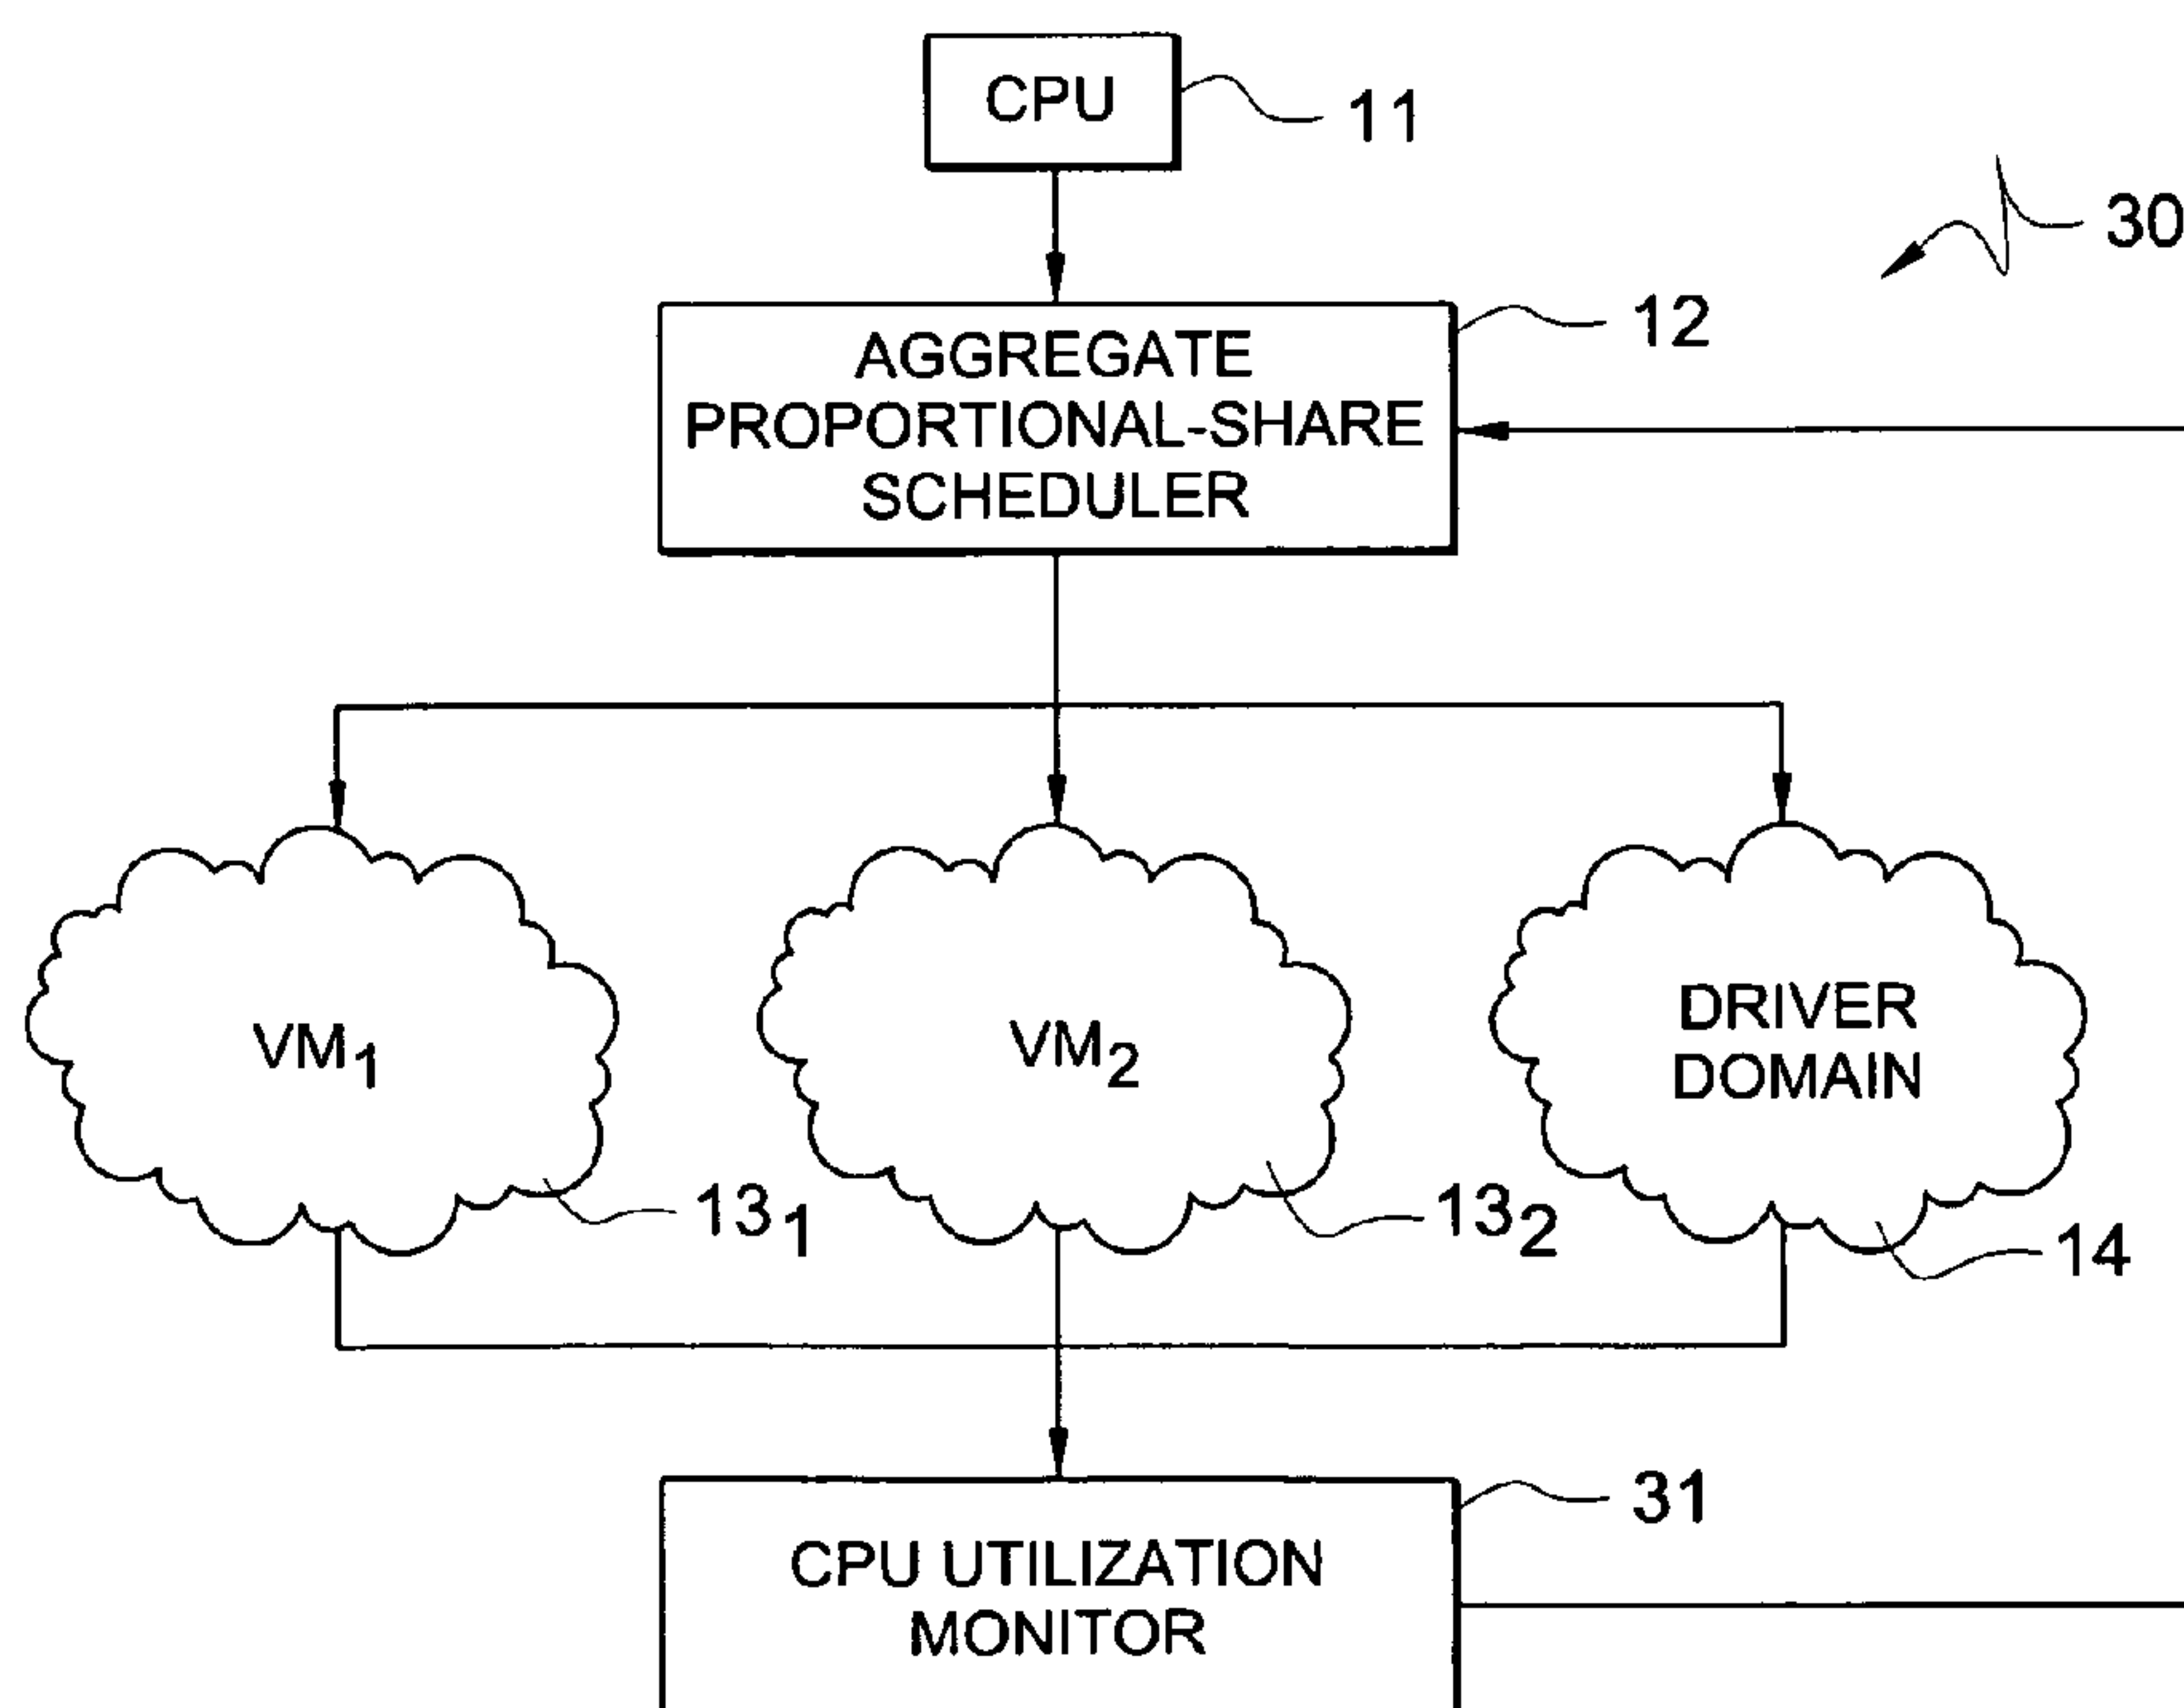 CPU
11
30
12
AGGREGATE
PROPORTIONAL-SHARE
SCHEDULER
VM1
VM2
DRIVER
DOMAIN
131
132
14
31
CPU UTILIZATION
MONITOR